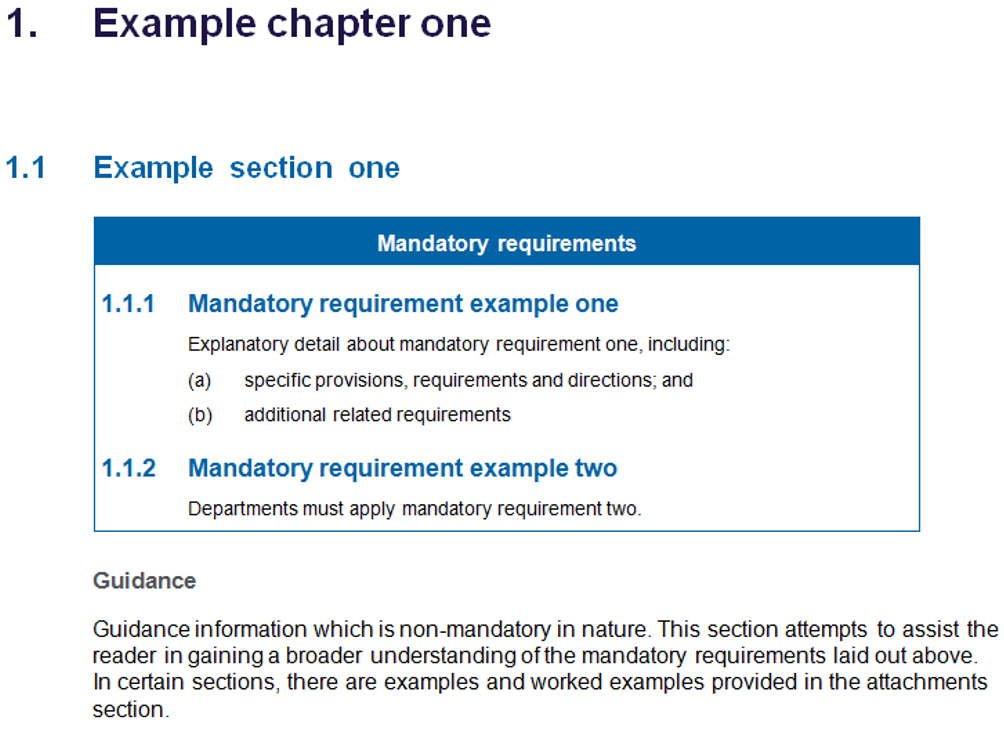 1. Example chapter one
1.1 Example section one
Mandatory requirements
1.1.1 Mandatory requirement example one
Explanatory detail about mandatory requirement one, including:
(a) specific provisions, requirements and directions; and
(b) additional related requirements
1.1.2 Mandatory requirement example two
Departments must apply mandatory requirement two.
Guidance
Guidance information which is non-mandatory in nature. This section attempts to assist the
reader in gaining a broader understanding of the mandatory requirements laid out above.
In certain sections, there are examples and worked examples provided in the attachments
section.